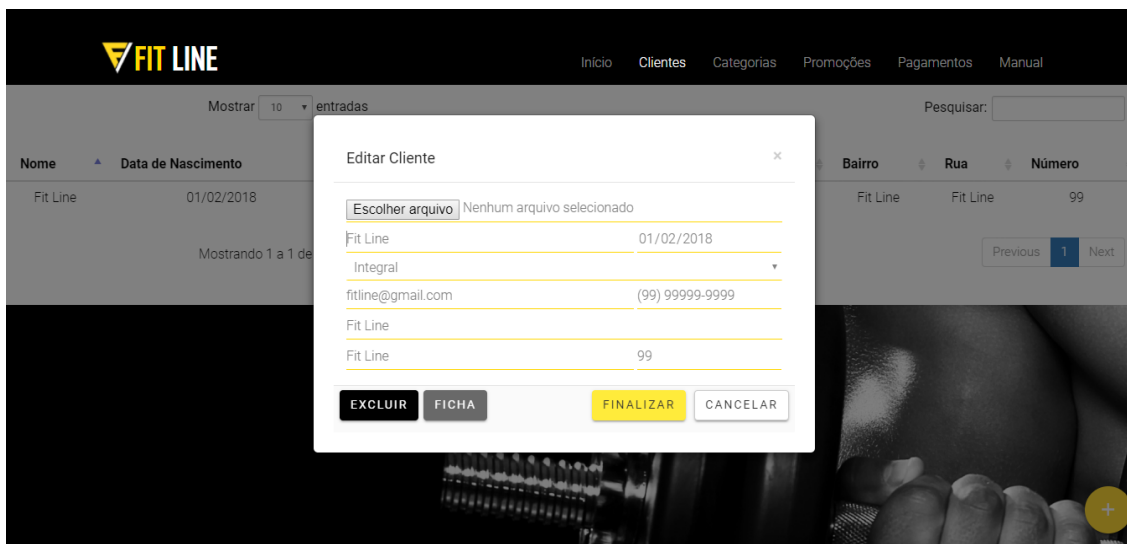 FIT LINE
Início Clientes Categorias Promoções Pagamentos Manual
Mostrar 10 entradas Pesquisar:
Nome Data de Nascimento Bairro Rua Número
Fit Line 01/02/2018 Fit Line Fit Line 99
Mostrando 1 a 1 de Previous 1 Next
Editar Cliente ×
Escolher arquivo Nenhum arquivo selecionado
Fit Line 01/02/2018
Integral
fitline@gmail.com (99) 99999-9999
Fit Line
Fit Line 99
EXCLUIR FICHA FINALIZAR CANCELAR
+